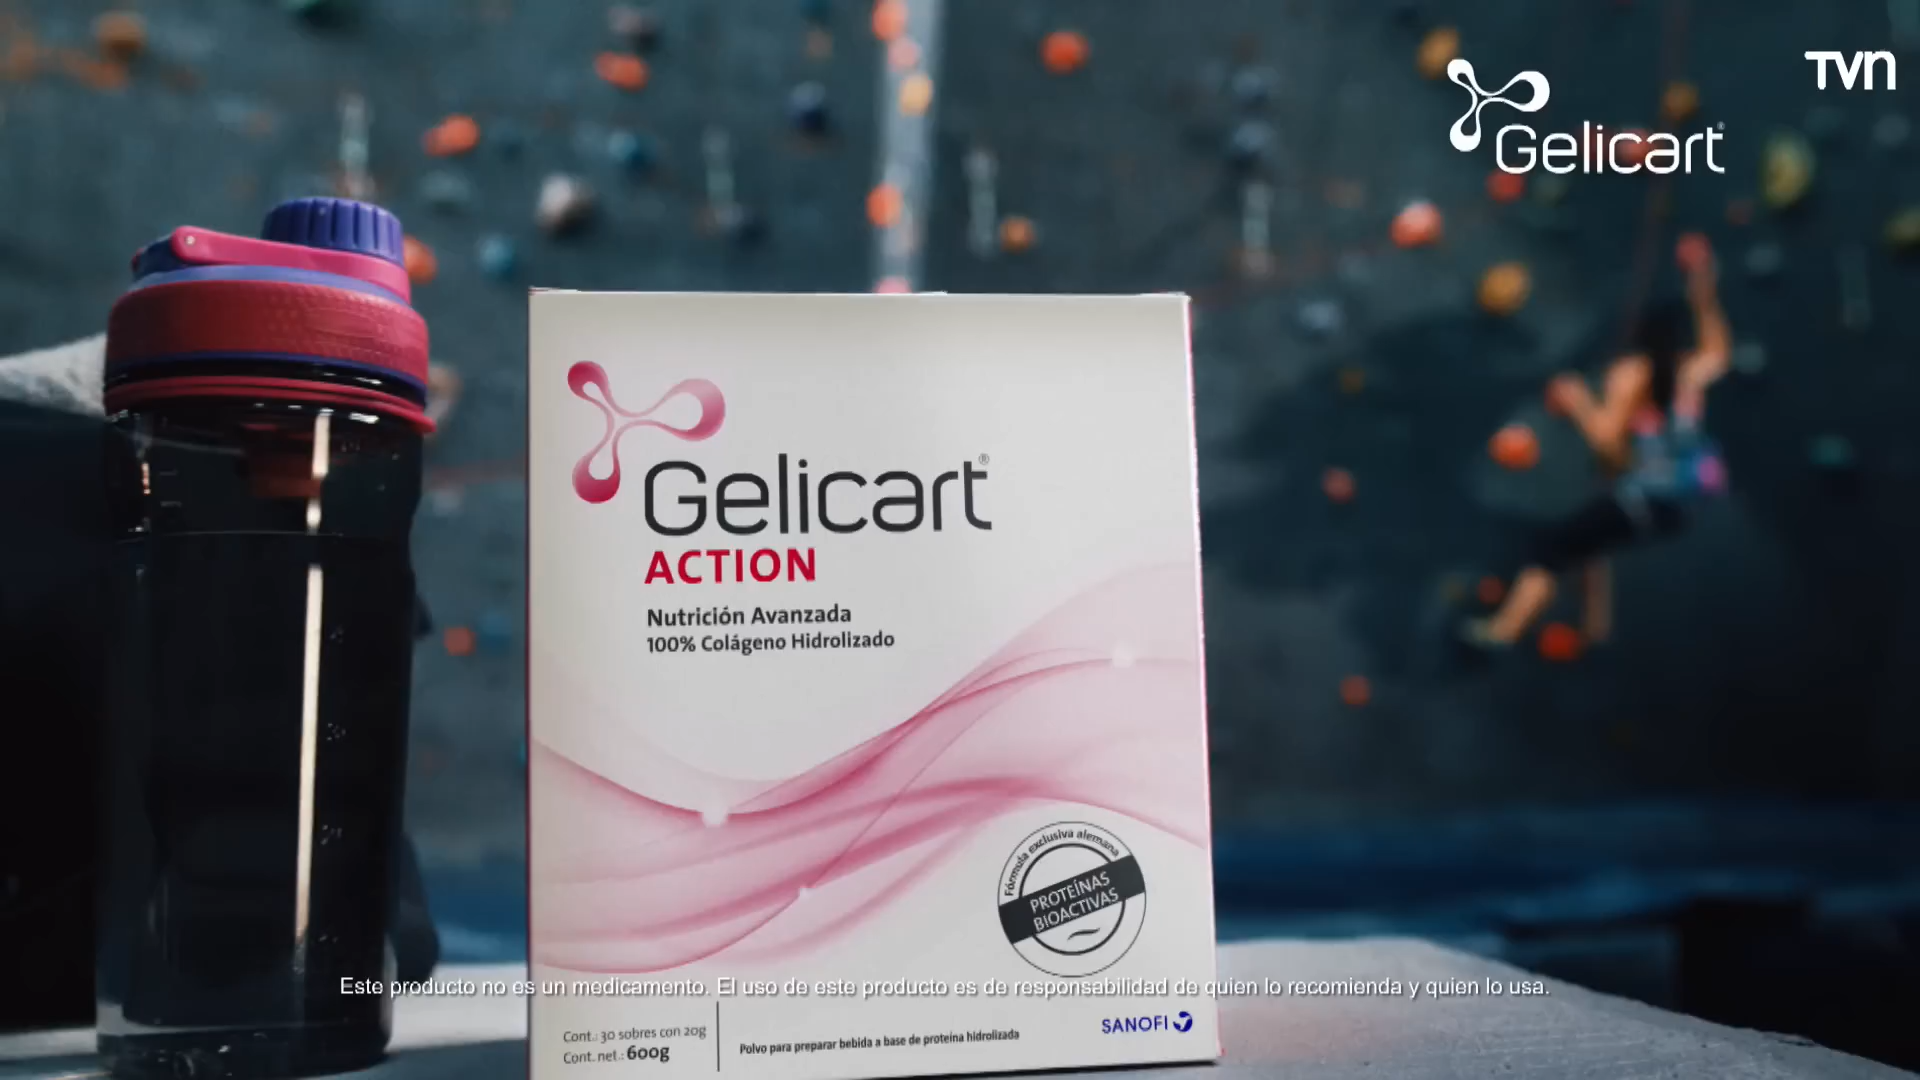 TVN
Gelicart
Gelicart®
ACTION
Nutrición Avanzada
100% Colágeno Hidrolizado
Fórmula exclusiva alemana
PROTEÍNAS
BIOACTIVAS
Este producto no es un medicamento. El uso de este producto es de responsabilidad de quien lo recomienda y quien lo usa.
Cont.: 30 sobres con 20g
Cont. net.: 600g
Polvo para preparar bebida a base de proteína hidrolizada
SANOFI